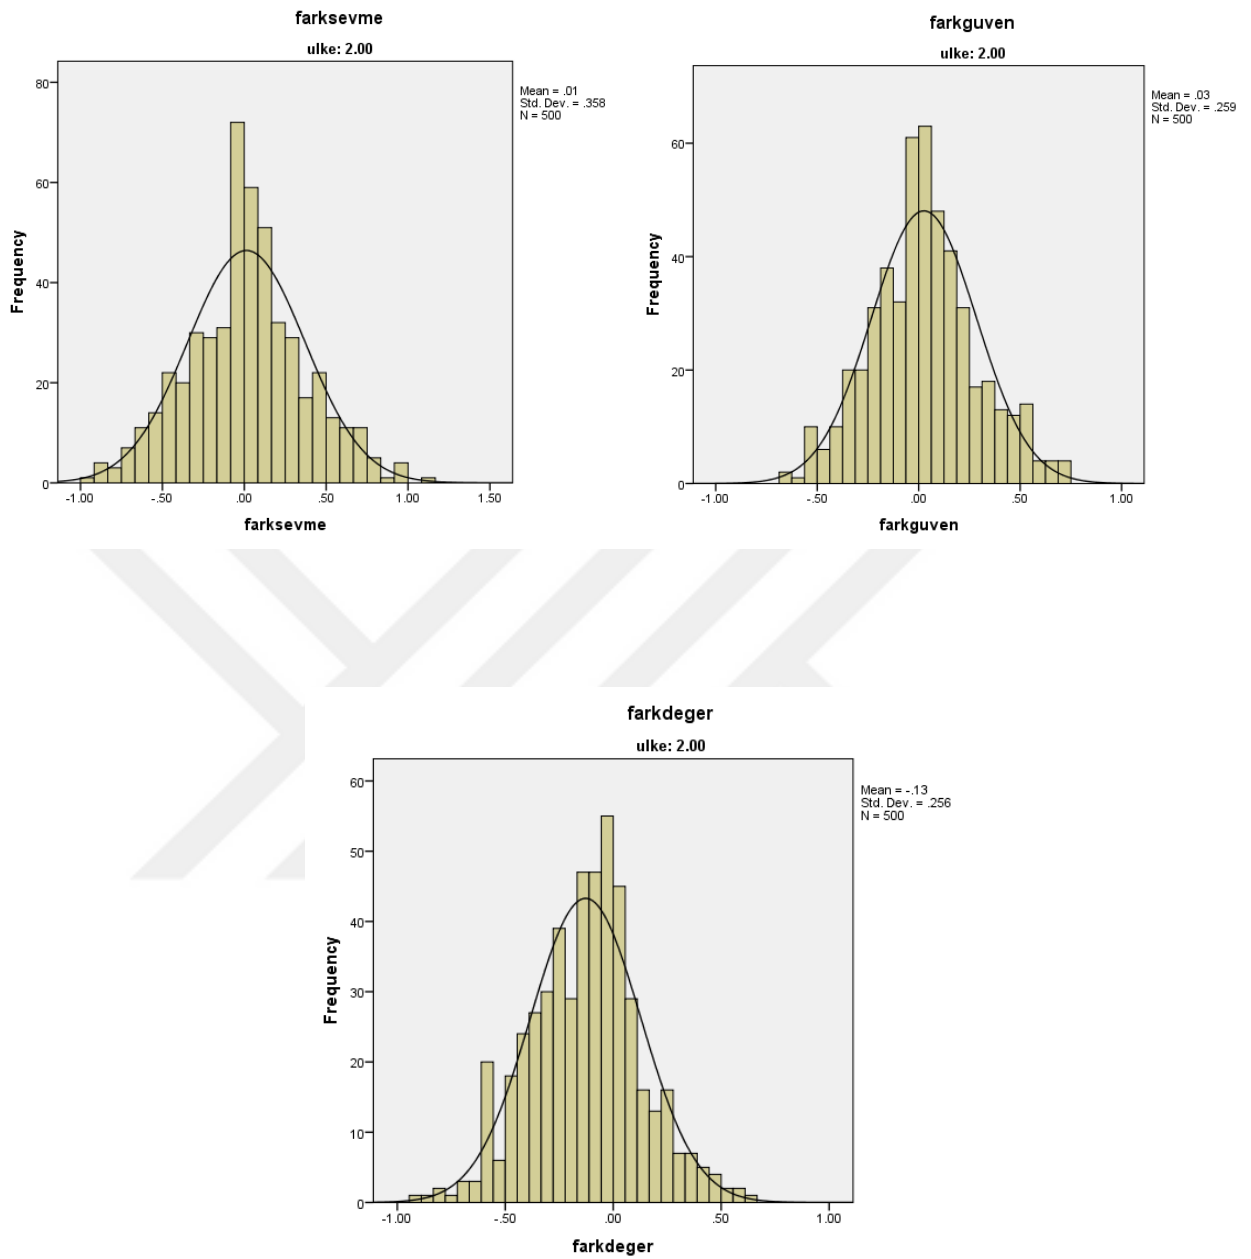 farksevme
ulke: 2.00
Mean = .01
Std. Dev. = .358
N = 500
80
60
40
20
0
Frequency
-1.00 -.50 .00 .50 1.00 1.50
farksevme
farkguven
ulke: 2.00
Mean = .03
Std. Dev. = .259
N = 500
60
40
20
0
Frequency
-1.00 -.50 .00 .50 1.00
farkguven
farkdeger
ulke: 2.00
Mean = -.13
Std. Dev. = .256
N = 500
60
50
40
30
20
10
0
Frequency
-1.00 -.50 .00 .50 1.00
farkdeger